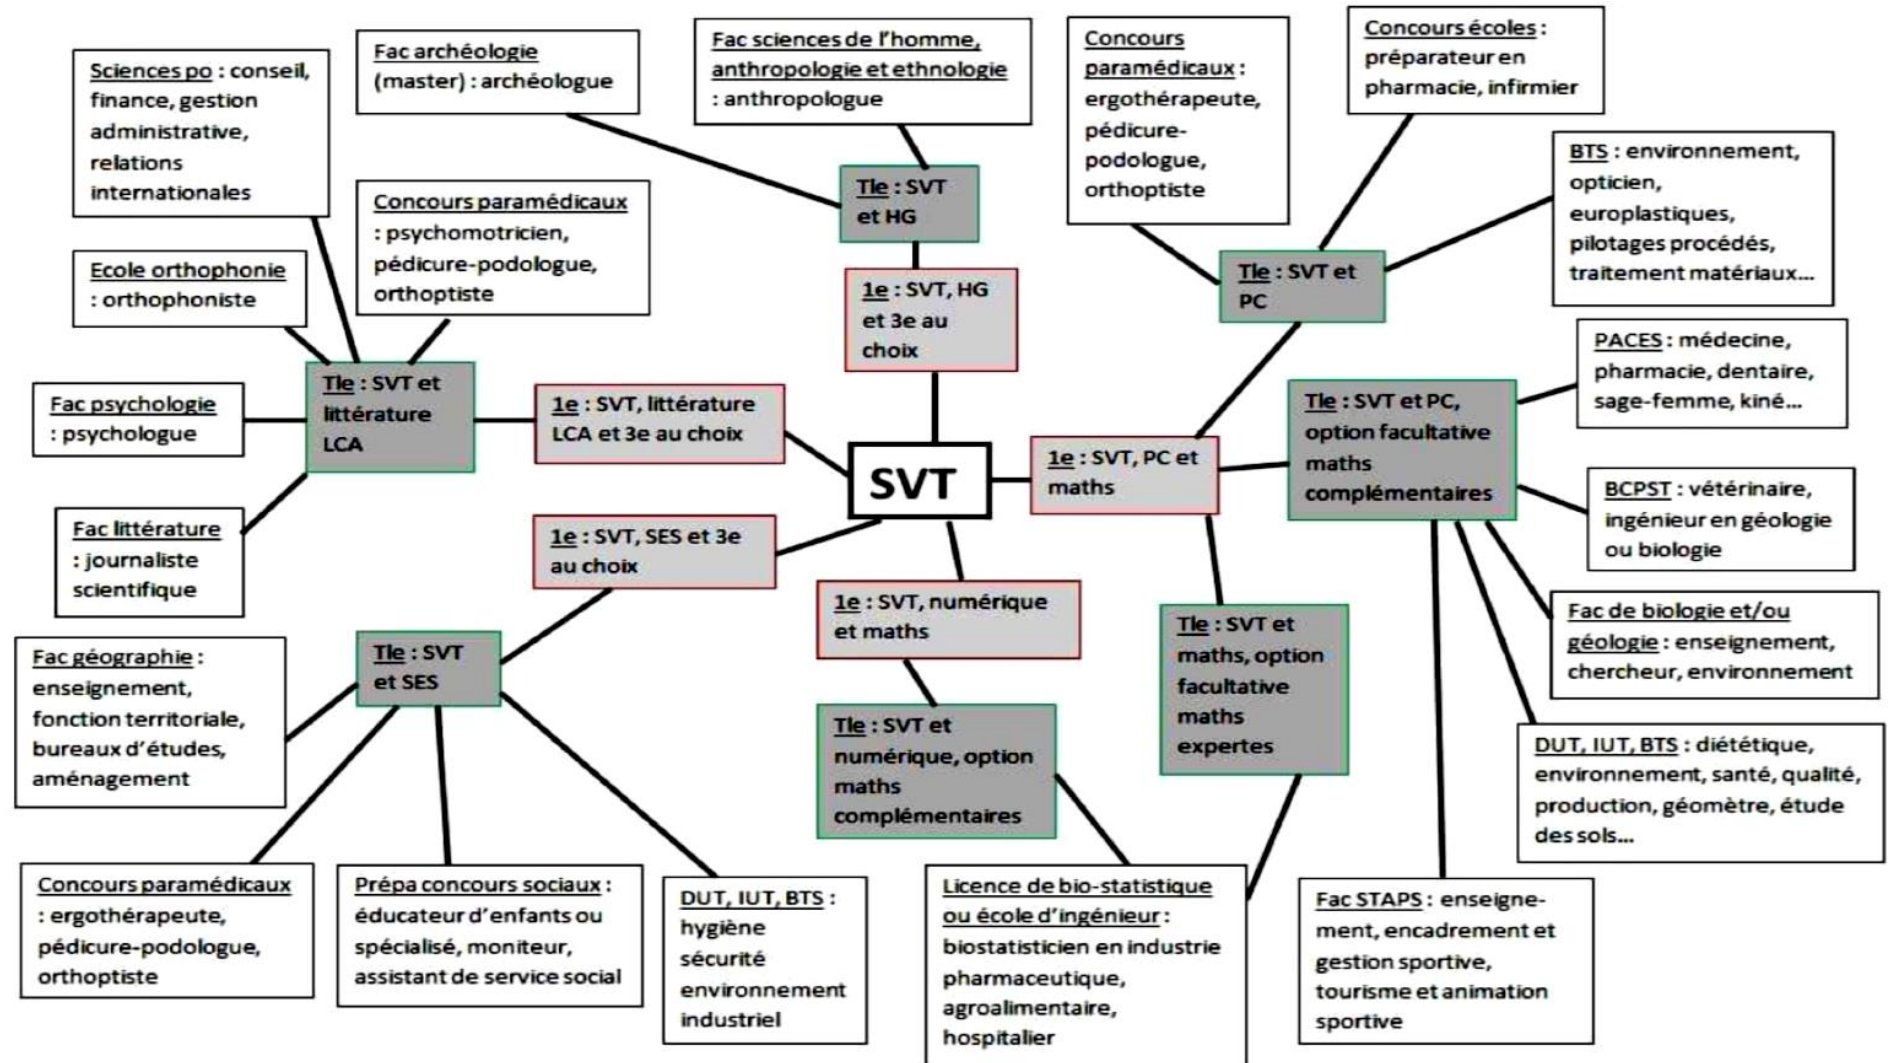 Sciences po : conseil,
finance, gestion
administrative,
relations
internationales
Fac archéologie
(master) : archéologue
Fac sciences de l'homme,
anthropologie et ethnologie
: anthropologue
Concours
paramédicaux :
ergothérapeute,
pédicure-
podologue,
orthoptiste
Concours écoles :
préparateur en
pharmacie, infirmier
BTS : environnement,
opticien,
europlastiques,
pilotages procédés,
traitement matériaux...
Ecole orthophonie
: orthophoniste
Concours paramédicaux
: psychomotricien,
pédicure-podologue,
orthoptiste
Tle : SVT
et HG
1e : SVT, HG
et 3e au
choix
Tle : SVT et
PC
PACES : médecine,
pharmacie, dentaire,
sage-femme, kiné...
Fac psychologie
: psychologue
Tle : SVT et
littérature
LCA
1e : SVT, littérature
LCA et 3e au choix
SVT
1e : SVT, PC et
maths
Tle : SVT et PC,
option facultative
maths
complémentaires
BCPST : vétérinaire,
ingénieur en géologie
ou biologie
Fac littérature
: journaliste
scientifique
1e : SVT, SES et 3e
au choix
1e : SVT, numérique
et maths
Tle : SVT et
maths, option
facultative
maths
expertes
Fac de biologie et/ou
géologie : enseignement,
chercheur, environnement
Fac géographie :
enseignement,
fonction territoriale,
bureaux d'études,
aménagement
Tle : SVT
et SES
Tle : SVT et
numérique, option
maths
complémentaires
DUT, IUT, BTS : diététique,
environnement, santé, qualité,
production, géomètre, étude
des sols...
Concours paramédicaux
: ergothérapeute,
pédicure-podologue,
orthoptiste
Prépa concours sociaux :
éducateur d'enfants ou
spécialisé, moniteur,
assistant de service social
DUT, IUT, BTS :
hygiène
sécurité
environnement
industriel
Licence de bio-statistique
ou école d'ingénieur :
biostatisticien en industrie
pharmaceutique,
agroalimentaire,
hospitalier
Fac STAPS : enseigne-
ment, encadrement et
gestion sportive,
tourisme et animation
sportive